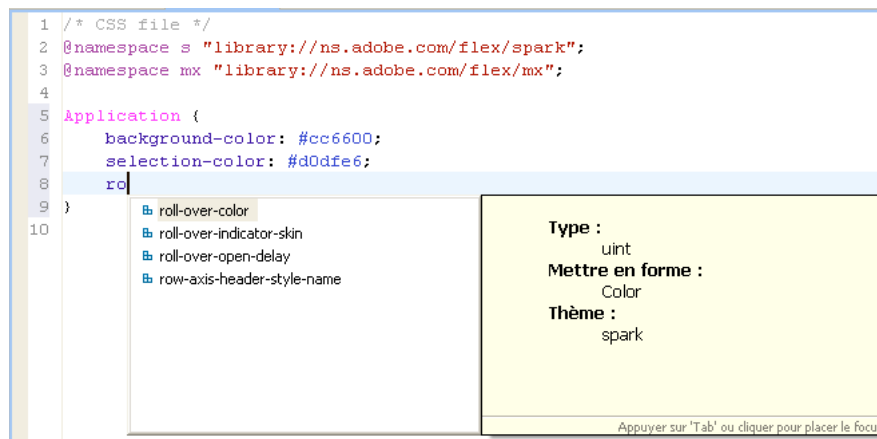 1 /* CSS file */
2 @namespace s "library://ns.adobe.com/flex/spark";
3 @namespace mx "library://ns.adobe.com/flex/mx";
4
5 Application {
6 background-color: #cc6600;
7 selection-color: #d0dfe6;
8 ro
9 }
10
roll-over-color
roll-over-indicator-skin
roll-over-open-delay
row-axis-header-style-name
Type :
uint
Mettre en forme :
Color
Thème :
spark
Appuyer sur 'Tab' ou cliquer pour placer le focu